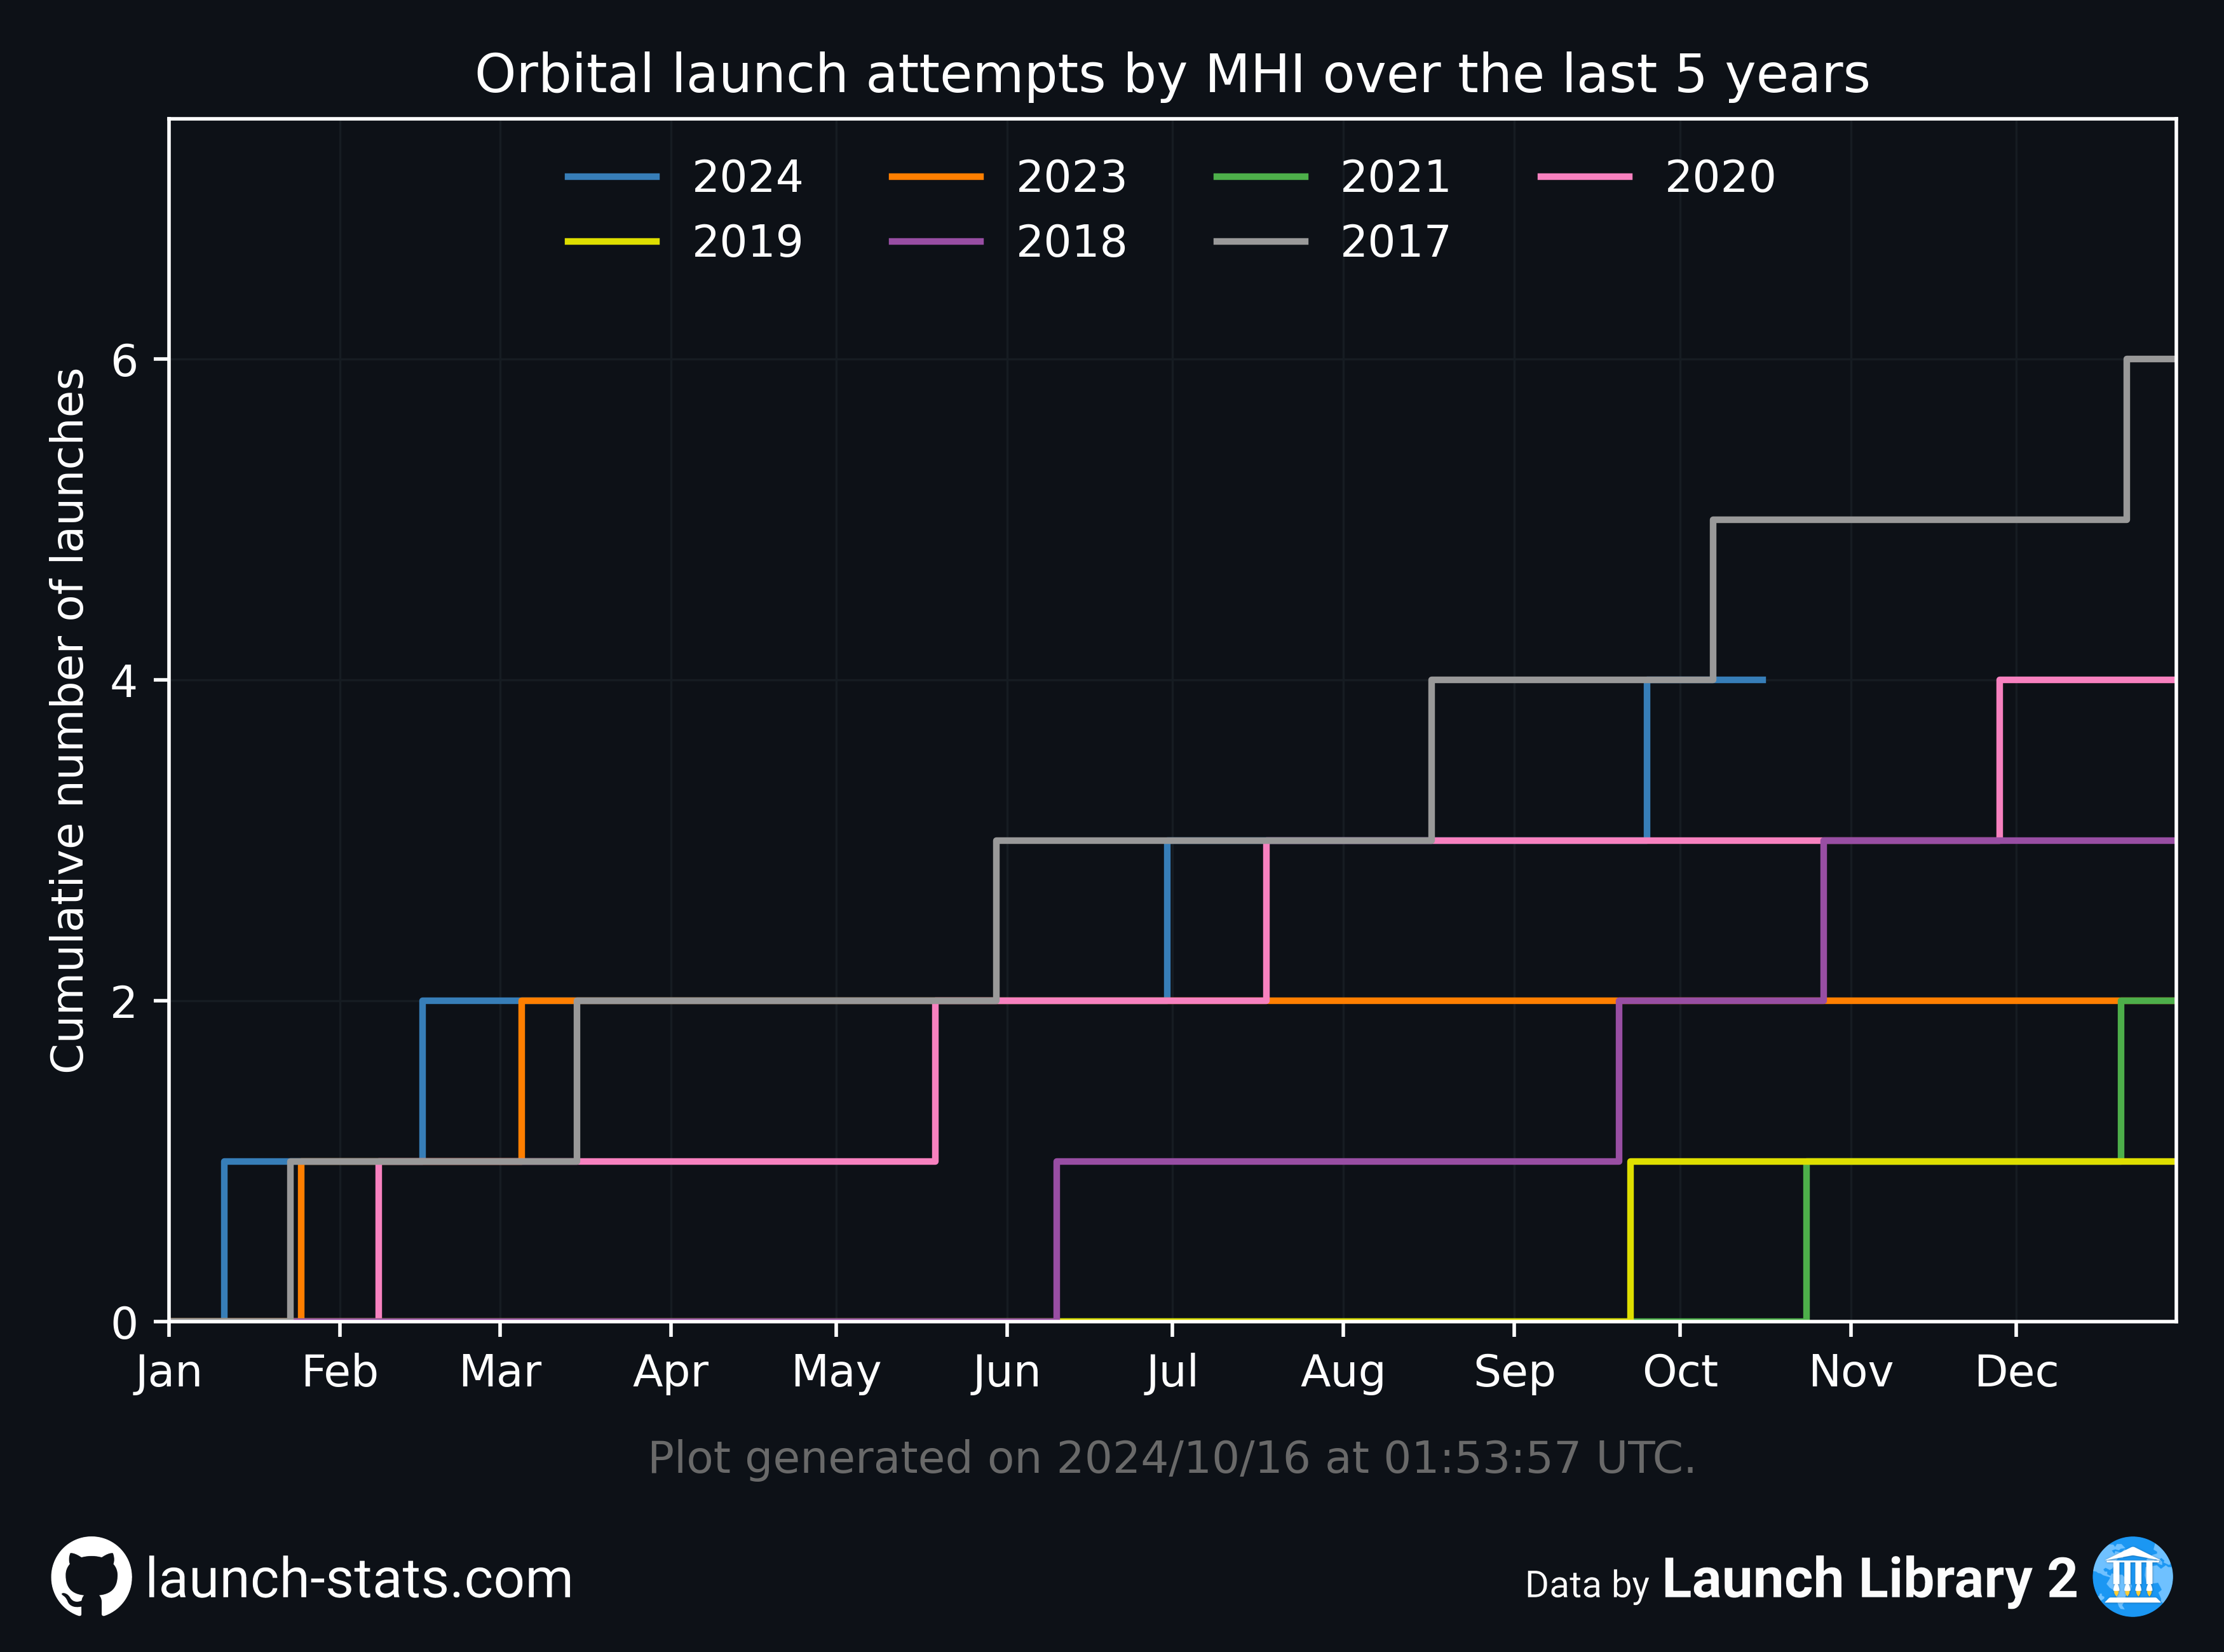 Orbital launch attempts by MHI over the last 5 years
2024 2023 2021 2020
2019 2018 2017
Cumulative number of launches
6
4
2
0
Jan Feb Mar Apr May Jun Jul Aug Sep Oct Nov Dec
Plot generated on 2024/10/16 at 01:53:57 UTC.
launch-stats.com
Data by Launch Library 2